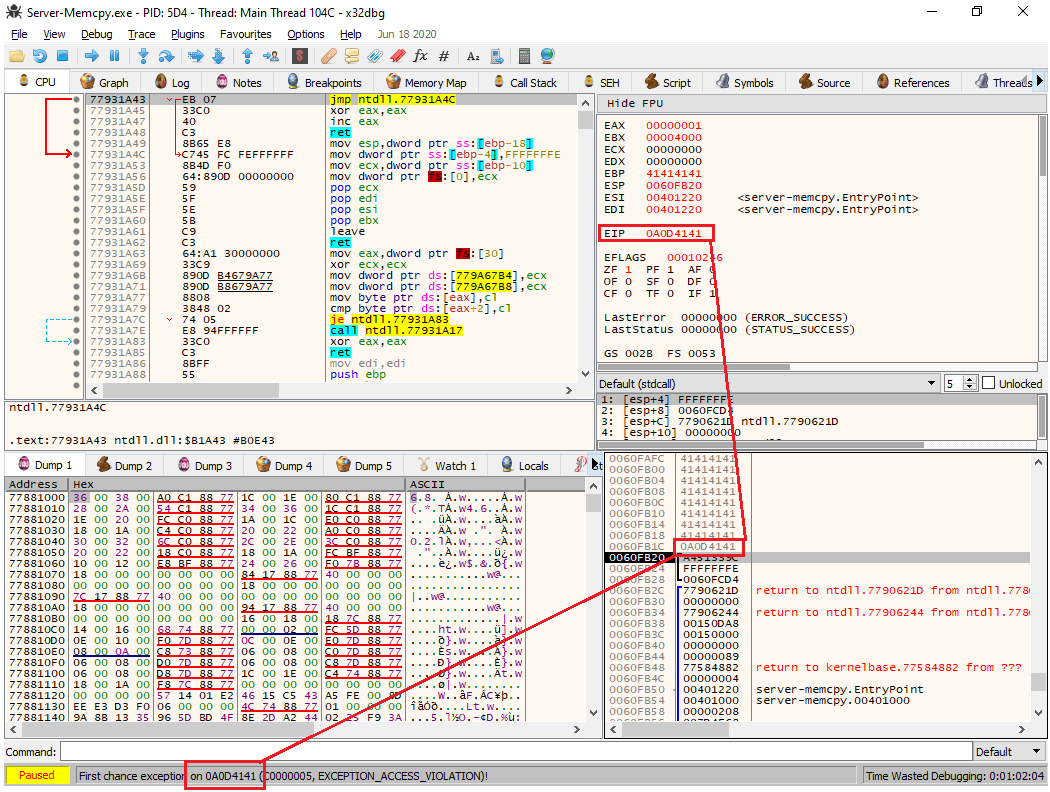 Server-Memcpy.exe - PID: 5D4 - Thread: Main Thread 104C - x32dbg
File View Debug Trace Plugins Favourites Options Help Jun 18 2020
CPU Graph Log Notes Breakpoints Memory Map Call Stack SEH Script Symbols Source References Threads
77931A43 EB 07 jmp ntdll.77931A4C
77931A45 33C0 xor eax,eax
77931A47 40 inc eax
77931A48 C3 ret
77931A49 8B65 E8 mov esp,dword ptr ss:[ebp-18]
77931A4C C745 FC FEFFFFFF mov dword ptr ss:[ebp-4],FFFFFFFE
77931A53 8B4D F0 mov ecx,dword ptr ss:[ebp-10]
77931A56 64:890D 00000000 mov dword ptr fs:[0],ecx
77931A5D 59 pop ecx
77931A5E 5F pop edi
77931A5F 5E pop esi
77931A60 5B pop ebx
77931A61 C9 leave
77931A62 C3 ret
77931A63 64:A1 30000000 mov eax,dword ptr fs:[30]
77931A69 33C9 xor ecx,ecx
77931A6B 890D B4679A77 mov dword ptr ds:[779A67B4],ecx
77931A71 890D B8679A77 mov dword ptr ds:[779A67B8],ecx
77931A77 8808 mov byte ptr ds:[eax],cl
77931A79 3848 02 cmp byte ptr ds:[eax+2],cl
77931A7C 74 05 je ntdll.77931A83
77931A7E E8 94FFFFFF call ntdll.77931A17
77931A83 33C0 xor eax,eax
77931A85 C3 ret
77931A86 8BFF mov edi,edi
77931A88 55 push ebp
Hide FPU
EAX 00000001
EBX 00004000
ECX 00000000
EDX 00000000
EBP 41414141
ESP 0060FB20
ESI 00401220 <server-memcpy.EntryPoint>
EDI 00401220 <server-memcpy.EntryPoint>
EIP 0A0D4141
EFLAGS 00010246
ZF 1 PF 1 AF 0
OF 0 SF 0 DF 0
CF 0 TF 0 IF 1
LastError 00000000 (ERROR_SUCCESS)
LastStatus 00000000 (STATUS_SUCCESS)
GS 002B FS 0053
Default (stdcall) 5 Unlocked
1: [esp+4] FFFFFFFE
2: [esp+8] 0060FCD4
3: [esp+C] 7790621D ntdll.7790621D
4: [esp+10] 00000000
ntdll.77931A4C
.text:77931A43 ntdll.dll:$B1A43 #B0E43
Dump 1 Dump 2 Dump 3 Dump 4 Dump 5 Watch 1 Locals St
Address Hex ASCII
77881000 36 00 38 00 A0 C1 88 77 1C 00 1E 00 80 C1 88 77
77881010 28 00 2A 00 54 C1 88 77 34 00 36 00 1C C1 88 77
77881020 1E 00 20 00 FC C0 88 77 1A 00 1C 00 E0 C0 88 77
77881030 1A 00 1C 00 C4 C0 88 77 20 00 22 00 A0 C0 88 77
77881040 30 00 32 00 6C C0 88 77 2C 00 2E 00 3C C0 88 77
77881050 20 00 22 00 18 C0 88 77 18 00 1A 00 FC BF 88 77
77881060 10 00 12 00 E8 BF 88 77 24 00 26 00 F0 7B 88 77
77881070 18 00 00 00 00 00 00 00 84 17 88 77 40 00 00 00
77881080 00 00 00 00 00 00 00 00 18 00 00 00 00 00 00 00
77881090 7C 17 88 77 40 00 00 00 00 00 00 00 00 00 00 00
778810A0 18 00 00 00 00 00 00 00 94 17 88 77 40 00 00 00
778810B0 00 00 00 00 00 00 00 00 16 00 18 00 18 7C 88 77
778810C0 14 00 16 00 68 74 88 77 00 00 02 00 FC 5D 88 77
778810D0 0E 00 10 00 F0 7D 88 77 0C 00 0E 00 E0 7D 88 77
778810E0 08 00 0A 00 C8 73 88 77 06 00 08 00 C0 7D 88 77
778810F0 06 00 08 00 D0 7D 88 77 06 00 08 00 C8 7D 88 77
77881100 06 00 08 00 D8 7D 88 77 1C 00 1E 00 C4 74 88 77
77881110 18 00 1A 00 F8 7C 88 77 00 00 00 00 00 00 00 00
77881120 00 00 00 00 57 14 01 E2 46 15 C5 43 A5 FE 00 8D
77881130 EE E3 D3 F0 06 00 00 00 4C 74 88 77 01 00 00 00
77881140 9A 8B 13 35 96 5D BD 4F 8E 2D A2 44 02 25 F9 3A
0060FAFC 41414141
0060FB00 41414141
0060FB04 41414141
0060FB08 41414141
0060FB0C 41414141
0060FB10 41414141
0060FB14 41414141
0060FB18 41414141
0060FB1C 0A0D4141
0060FB20
0060FB24 FFFFFFFE
0060FB28 0060FCD4
0060FB2C 7790621D return to ntdll.7790621D from ntdll.778
0060FB30 00000000
0060FB34 77906244 return to ntdll.77906244 from ntdll.778
0060FB38 00150DA8
0060FB3C 00150000
0060FB40 00000000
0060FB44 00000089
0060FB48 77584882 return to kernelbase.77584882 from ???
0060FB4C 00000004
0060FB50 00401220 server-memcpy.EntryPoint
0060FB54 00401000 server-memcpy.00401000
0060FB58 00000208
Command: Default
Paused First chance exception on 0A0D4141 (C0000005, EXCEPTION_ACCESS_VIOLATION)! Time Wasted Debugging: 0:01:02:04